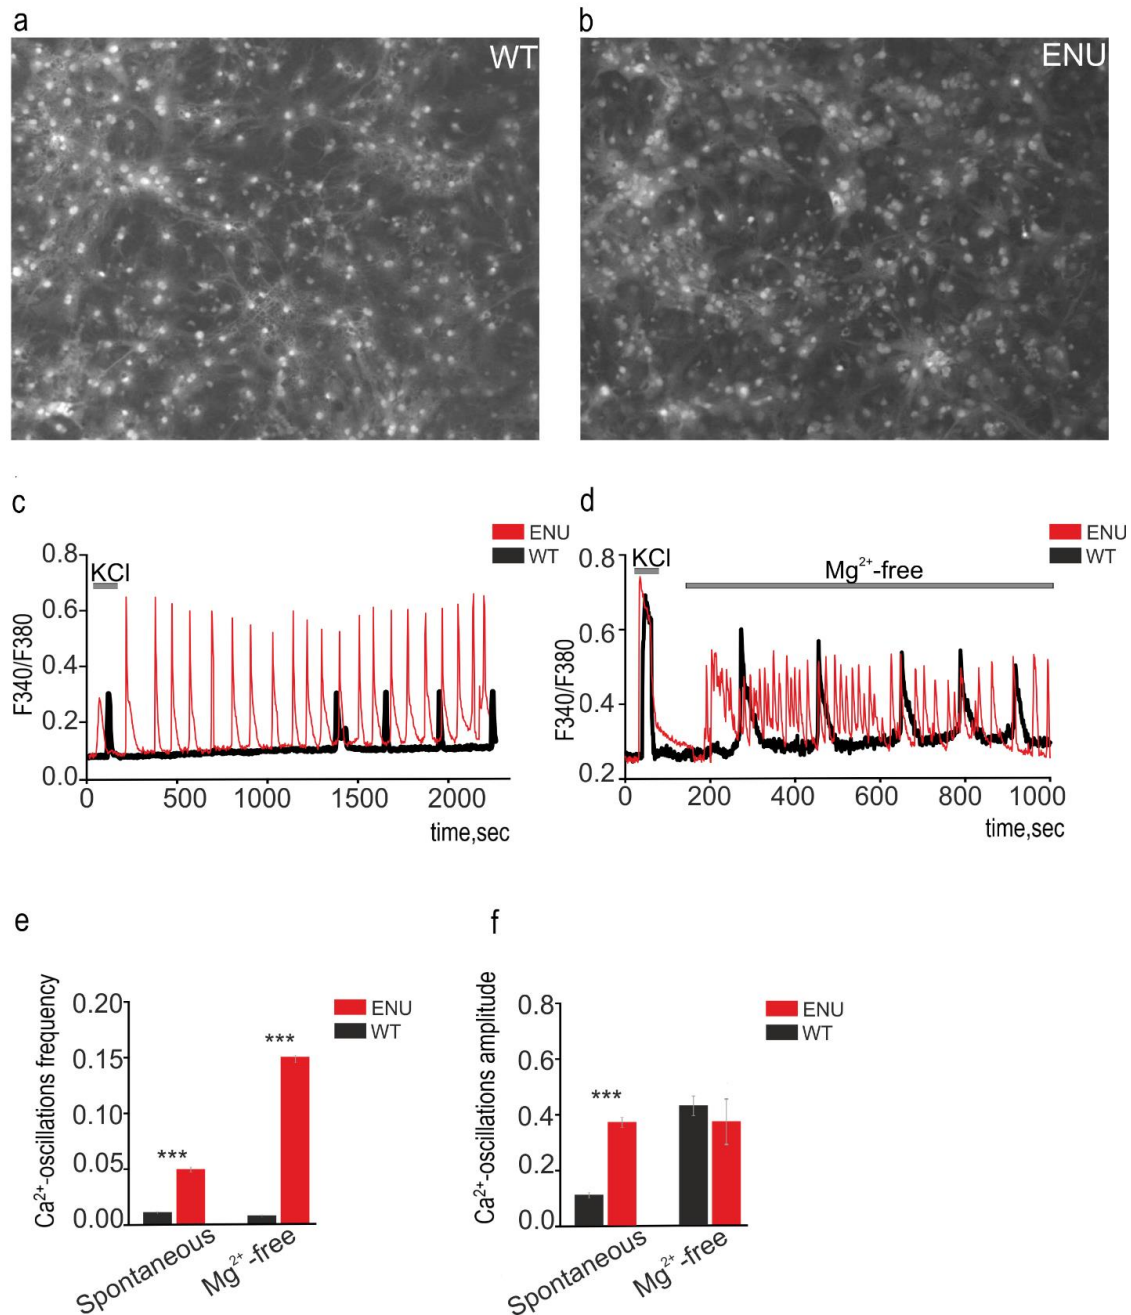 a
b
WT
ENU
c
d
ENU
WT
ENU
WT
0.8
KCl
0.6
0.4
0.2
0.0
F340/F380
0 500 1000 1500 2000
time,sec
0.8
KCl
Mg²⁺-free
0.6
0.4
0.2
F340/F380
0 200 400 600 800 1000
time,sec
e
f
Ca²⁺-oscillations frequency
0.20
0.15
0.10
0.05
0.00
***
***
ENU
WT
Spontaneous
Mg²⁺-free
Ca²⁺-oscillations amplitude
0.8
0.6
0.4
0.2
0.0
***
ENU
WT
Spontaneous
Mg²⁺-free